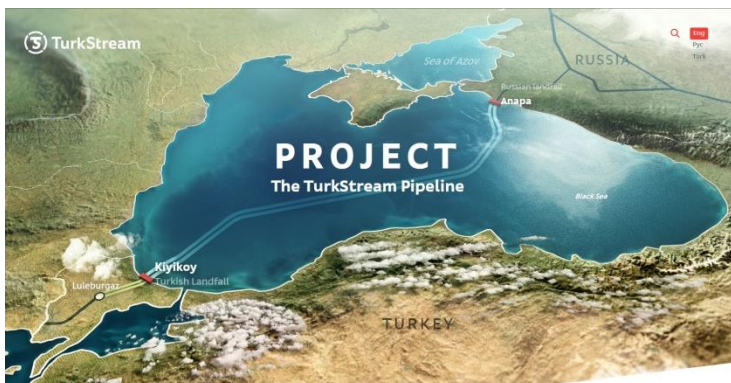 TurkStream
Eng
Рус
Türk
Sea of Azov
RUSSIA
Russian landfall
Anapa
PROJECT
The TurkStream Pipeline
Black Sea
Kiyikoy
Turkish Landfall
Luleburgaz
TURKEY